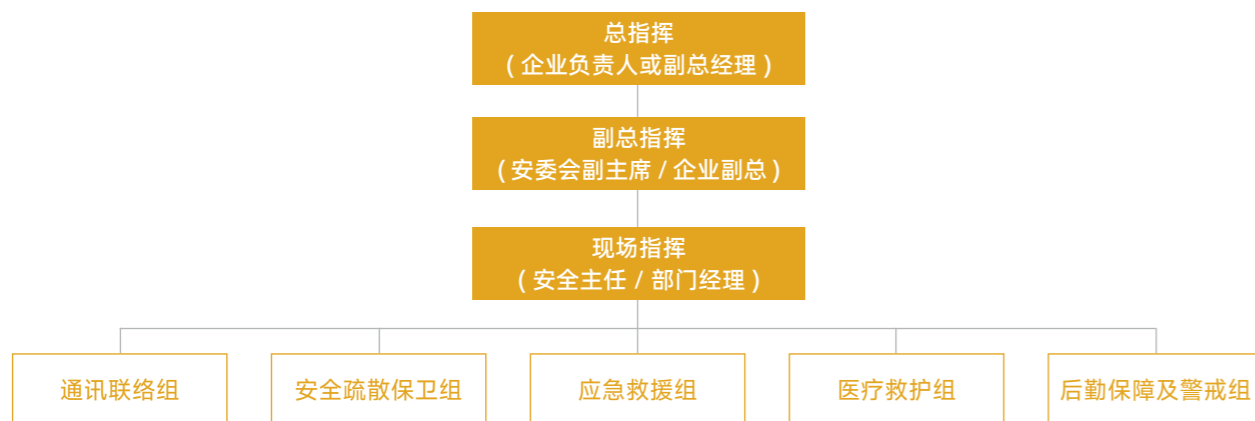 总指挥
(企业负责人或副总经理)
副总指挥
(安委会副主席 / 企业副总)
现场指挥
(安全主任 / 部门经理)
通讯联络组
安全疏散保卫组
应急救援组
医疗救护组
后勤保障及警戒组